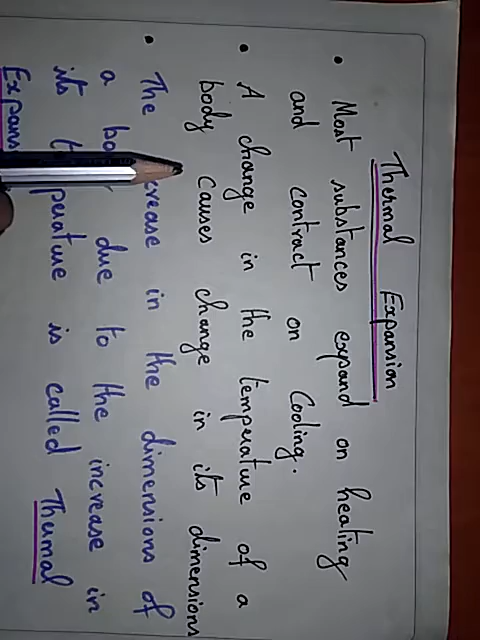 Thermal Expansion
• Most substances expand on heating
and contract on Cooling.
• A change in the temperature of a
body causes change in its dimensions
• The crease in the dimensions of
a bo due to the increase in
its t perature is called Thermal
Expans